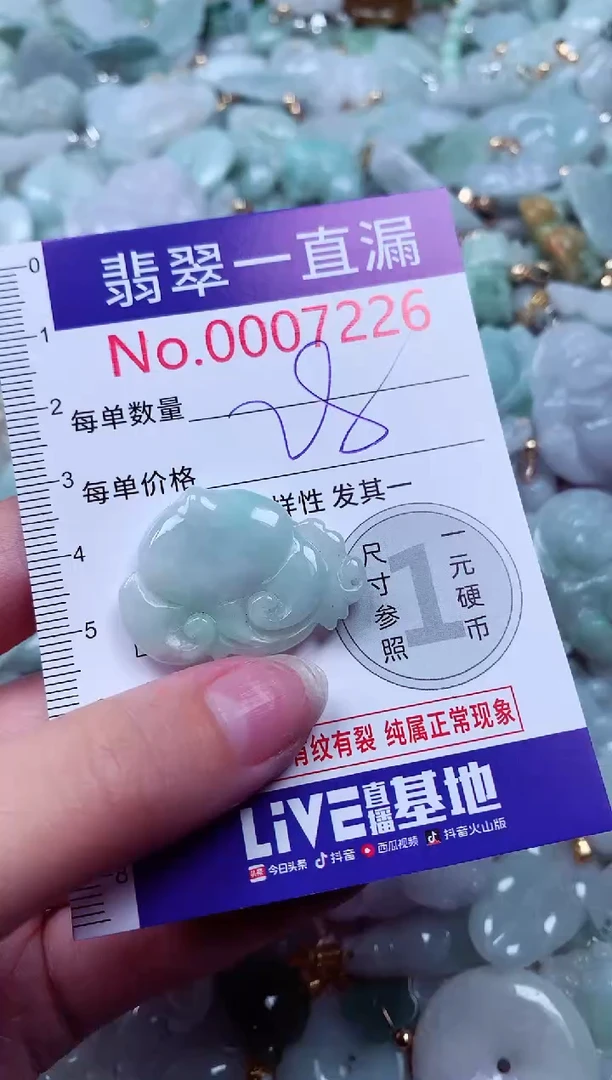 翡翠一直漏
No.0007226
每单数量
28
每单价格
样性 发其一
0
1
2
3
4
5
8
尺寸参照
1
一元硬币
有纹有裂 纯属正常现象
LiVE直播基地
头条 今日头条 抖音 西瓜视频 抖音火山版